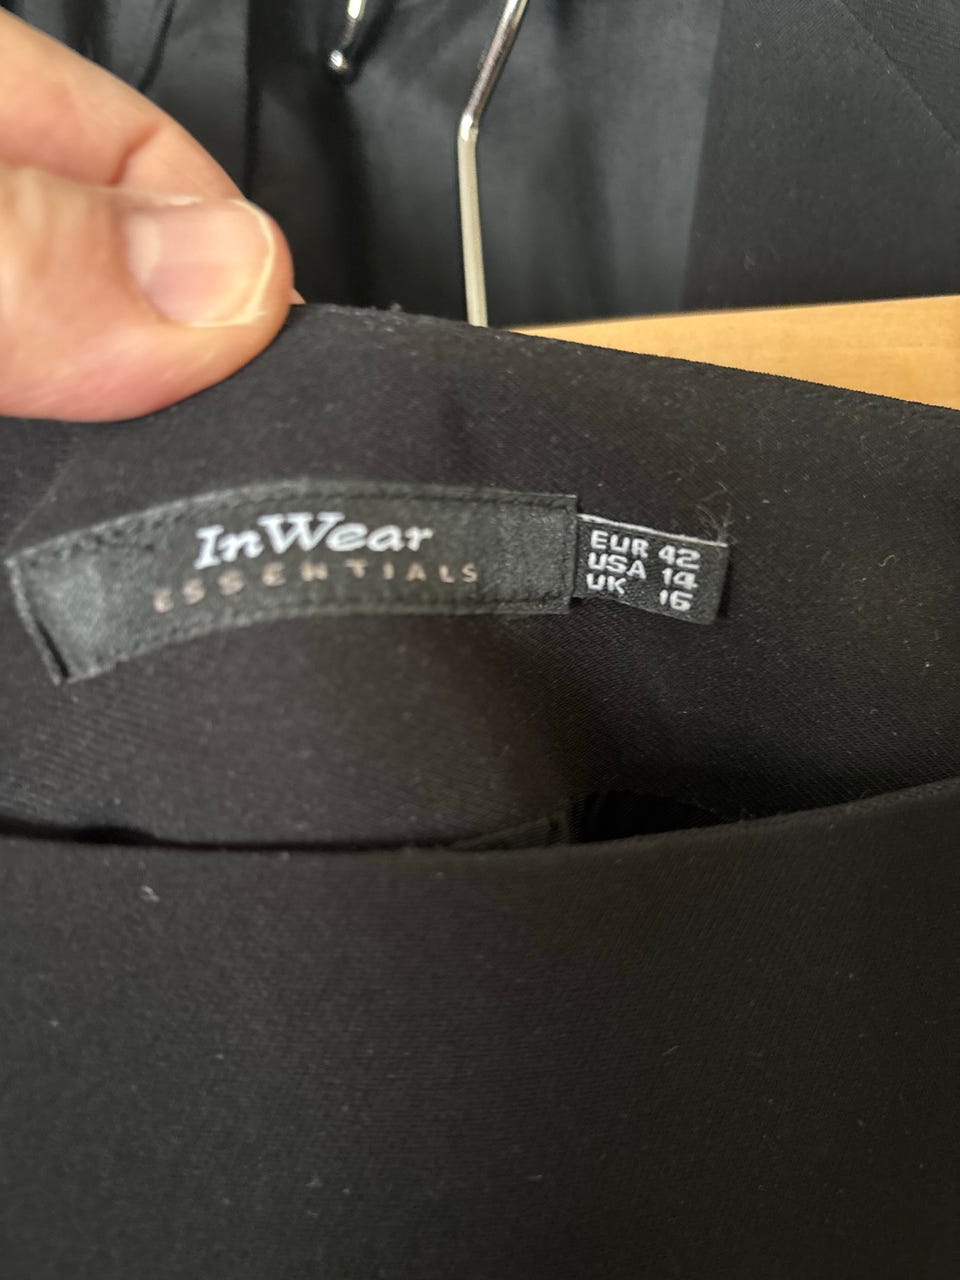 InWear
ESSENTIALS
EUR 42
USA 14
UK 16